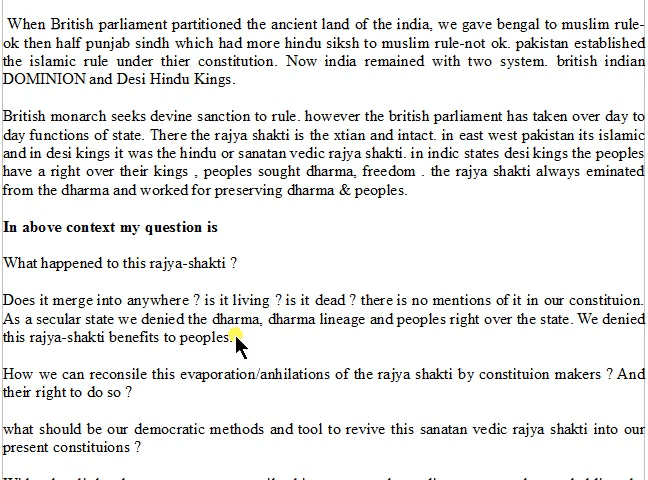 When British parliament partitioned the ancient land of the india, we gave bengal to muslim rule-
ok then half punjab sindh which had more hindu siksh to muslim rule-not ok. pakistan established
the islamic rule under thier constitution. Now india remained with two system. british indian
DOMINION and Desi Hindu Kings.
British monarch seeks devine sanction to rule. however the british parliament has taken over day to
day functions of state. There the rajya shakti is the xtian and intact. in east west pakistan its islamic
and in desi kings it was the hindu or sanatan vedic rajya shakti. in indic states desi kings the peoples
have a right over their kings , peoples sought dharma, freedom . the rajya shakti always eminated
from the dharma and worked for preserving dharma & peoples.
In above context my question is
What happened to this rajya-shakti ?
Does it merge into anywhere ? is it living ? is it dead ? there is no mentions of it in our constituion.
As a secular state we denied the dharma, dharma lineage and peoples right over the state. We denied
this rajya-shakti benefits to peoples.
How we can reconsile this evaporation/anhilations of the rajya shakti by constituion makers ? And
their right to do so ?
what should be our democratic methods and tool to revive this sanatan vedic rajya shakti into our
present constituions ?